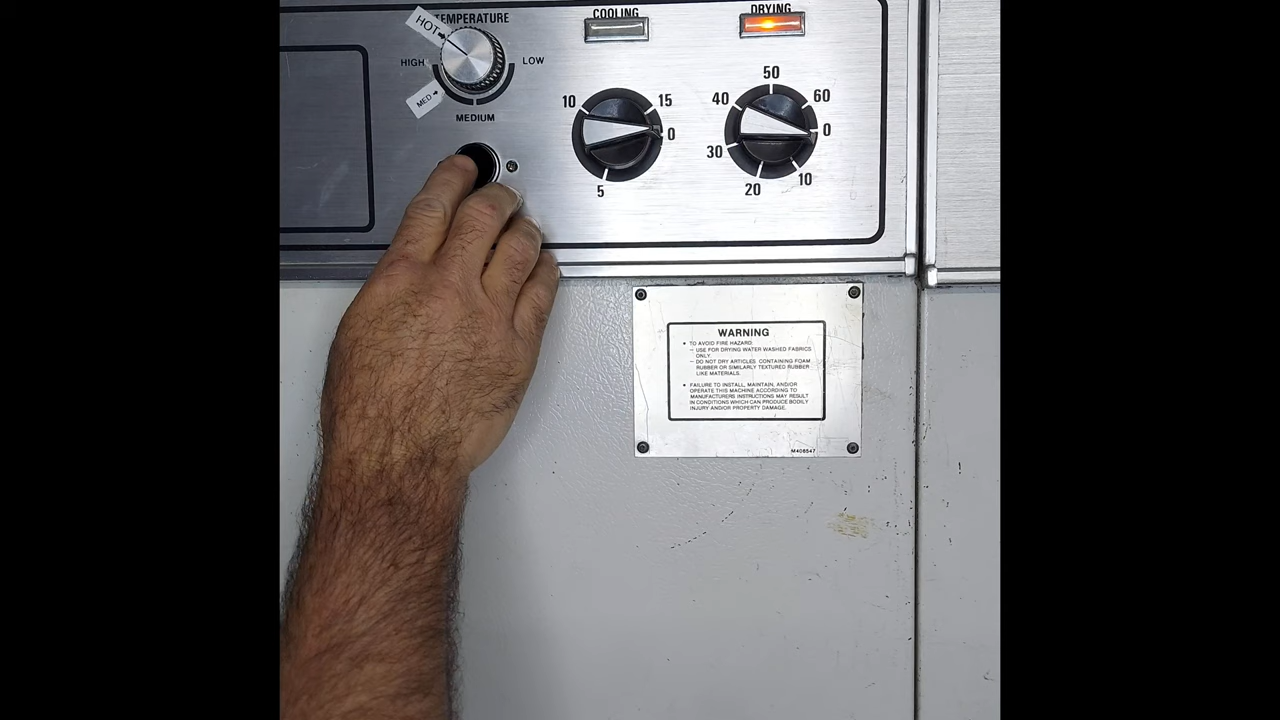 TEMPERATURE
COOLING
DRYING
HOT
HIGH
LOW
MED
MEDIUM
10
15
0
5
50
40
60
30
0
20
10
WARNING
• TO AVOID FIRE HAZARD:
– USE FOR DRYING WATER WASHED FABRICS
ONLY.
– DO NOT DRY ARTICLES CONTAINING FOAM
RUBBER OR SIMILARLY TEXTURED RUBBER
LIKE MATERIALS.
• FAILURE TO INSTALL, MAINTAIN, AND/OR
OPERATE THIS MACHINE ACCORDING TO
MANUFACTURERS INSTRUCTIONS MAY RESULT
IN CONDITIONS WHICH CAN PRODUCE BODILY
INJURY AND/OR PROPERTY DAMAGE.
M406547